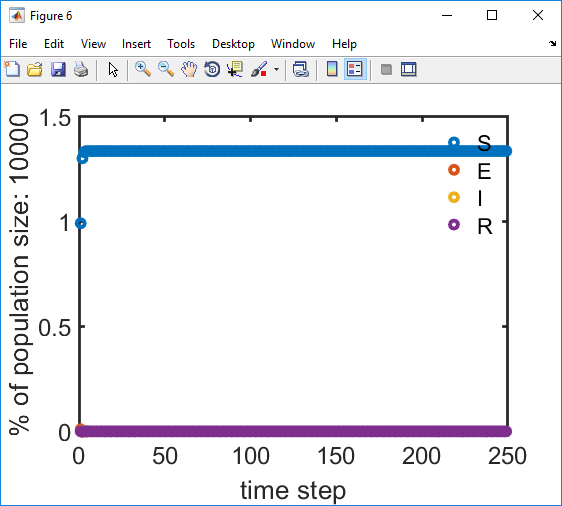 Figure 6
File Edit View Insert Tools Desktop Window Help
% of population size: 10000
1.5
1
0.5
0
S
E
I
R
0 50 100 150 200 250
time step